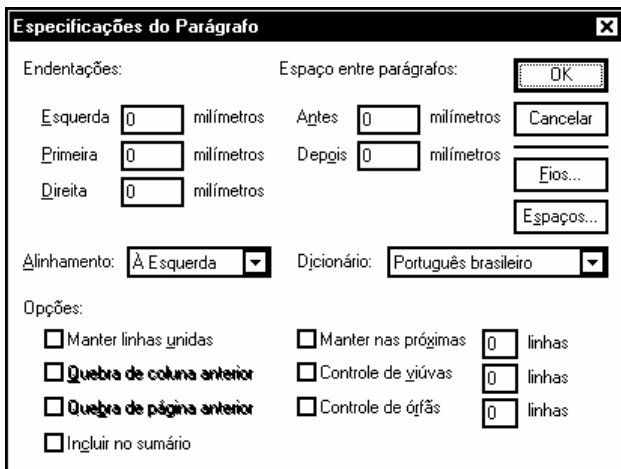 Especificações do Parágrafo
Endentações: Espaço entre parágrafos: OK
Esquerda 0 milímetros Antes 0 milímetros Cancelar
Primeira 0 milímetros Depois 0 milímetros
Fios...
Direita 0 milímetros
Espaços...
Alinhamento: À Esquerda Dicionário: Português brasileiro
Opções:
Manter linhas unidas Manter nas próximas 0 linhas
Quebra de coluna anterior Controle de viúvas 0 linhas
Quebra de página anterior Controle de órfãs 0 linhas
Incluir no sumário